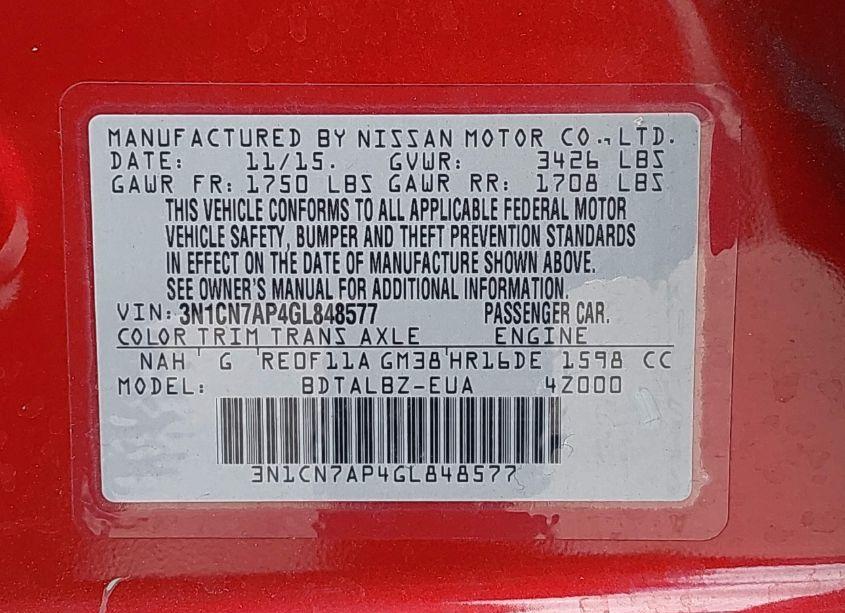 MANUFACTURED BY NISSAN MOTOR CO.,LTD.
DATE: 11/15. GVWR: 3426 LBS
GAWR FR: 1750 LBS GAWR RR: 1708 LBS
THIS VEHICLE CONFORMS TO ALL APPLICABLE FEDERAL MOTOR
VEHICLE SAFETY, BUMPER AND THEFT PREVENTION STANDARDS
IN EFFECT ON THE DATE OF MANUFACTURE SHOWN ABOVE.
SEE OWNER'S MANUAL FOR ADDITIONAL INFORMATION.
VIN: 3N1CN7AP4GL848577 PASSENGER CAR.
COLOR TRIM TRANS AXLE ENGINE
NAH G RE0F11A GM38 HR16DE 1598 CC
MODEL: BDTALBZ-EUA 4Z000
3N1CN7AP4GL848577